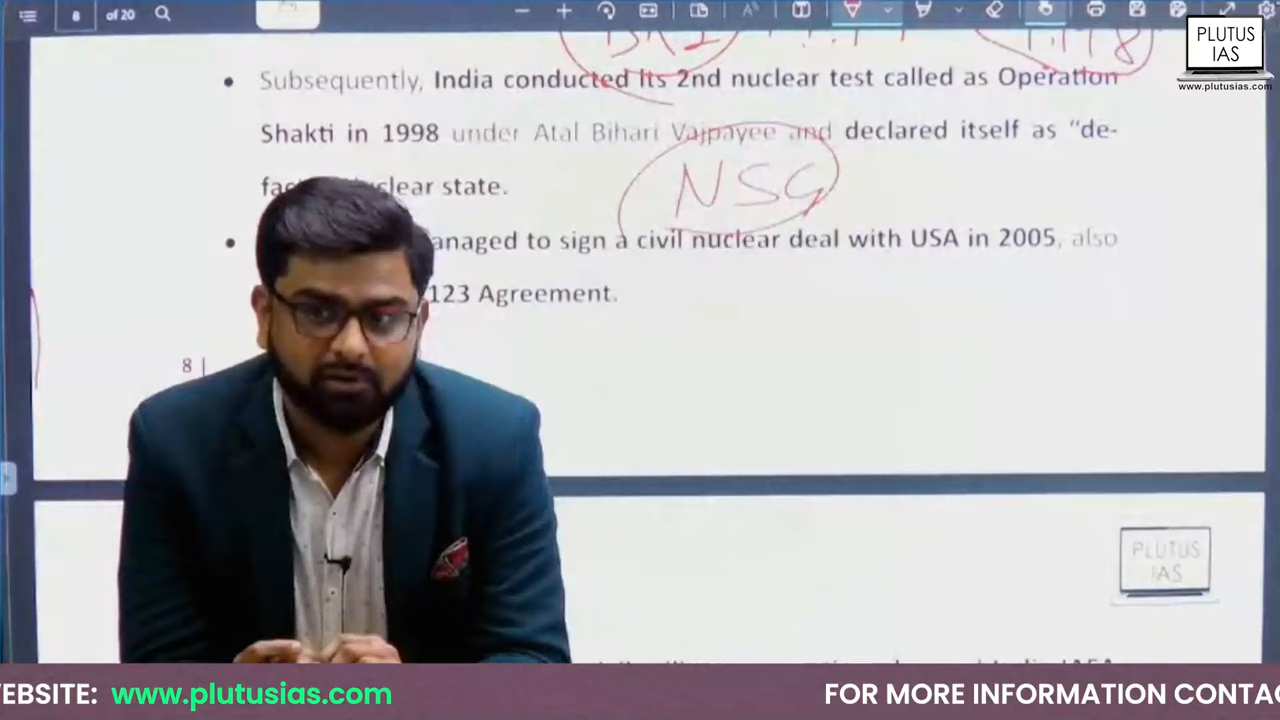 8 of 20
PLUTUS
IAS
www.plutusias.com
• Subsequently, India conducted its 2nd nuclear test called as Operation
Shakti in 1998 under Atal Bihari Vajpayee and declared itself as “de-
clear state.
NSG
• anaged to sign a civil nuclear deal with USA in 2005, also
123 Agreement.
8 |
PLUTUS
IAS
WEBSITE: www.plutusias.com FOR MORE INFORMATION CONTAC